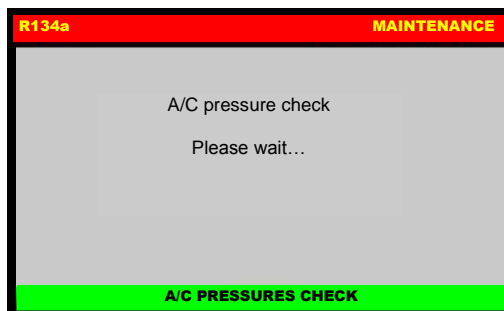 R134a MAINTENANCE
A/C pressure check
Please wait…
A/C PRESSURES CHECK